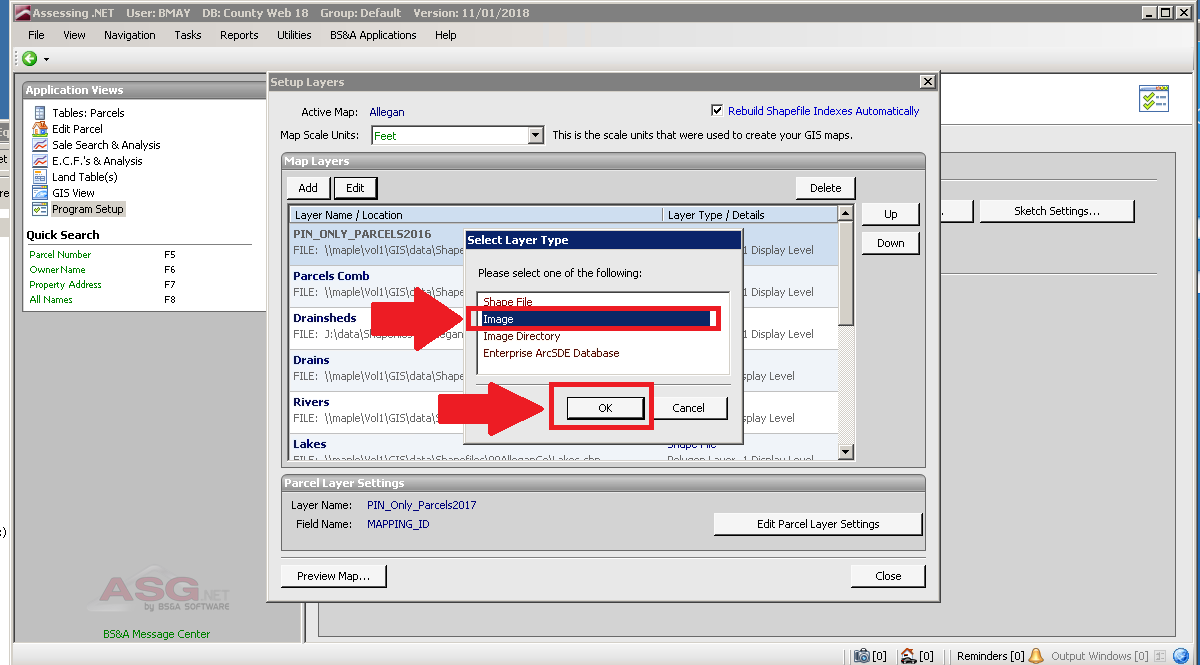 Assessing .NET User: BMAY DB: County Web 18 Group: Default Version: 11/01/2018
File View Navigation Tasks Reports Utilities BS&A Applications Help
Application Views
Tables: Parcels
Edit Parcel
Sale Search & Analysis
E.C.F.'s & Analysis
Land Table(s)
GIS View
Program Setup
Quick Search
Parcel Number F5
Owner Name F6
Property Address F7
All Names F8
ASG.NET
by BS&A SOFTWARE
BS&A Message Center
Setup Layers
Active Map: Allegan
Rebuild Shapefile Indexes Automatically
Map Scale Units: Feet This is the scale units that were used to create your GIS maps.
Map Layers
Add Edit Delete
Layer Name / Location Layer Type / Details
Up
Down
PIN_ONLY_PARCELS2016
FILE: \\maple\vol1\GIS\data\Shape 1 Display Level
Parcels Comb
FILE: \\maple\Vol1\GIS\data\Shape 1 Display Level
Drainsheds
FILE: J:\data\ 1 Display Level
Drains
FILE: \\maple\Vol1\GIS\data\Shape splay Level
Rivers
FILE: \\maple\Vol1\GIS\data\Shape splay Level
Lakes Shape File
FILE: \\maple\Vol1\GIS\data\Shapefiles\00AlleganCo\Lakes.shp Polygon Layer, 1 Display Level
Select Layer Type
Please select one of the following:
Shape File
Image
Image Directory
Enterprise ArcSDE Database
OK Cancel
Parcel Layer Settings
Layer Name: PIN_Only_Parcels2017
Field Name: MAPPING_ID
Edit Parcel Layer Settings
Preview Map... Close
Sketch Settings...
[0] [0] Reminders [0] Output Windows [0]